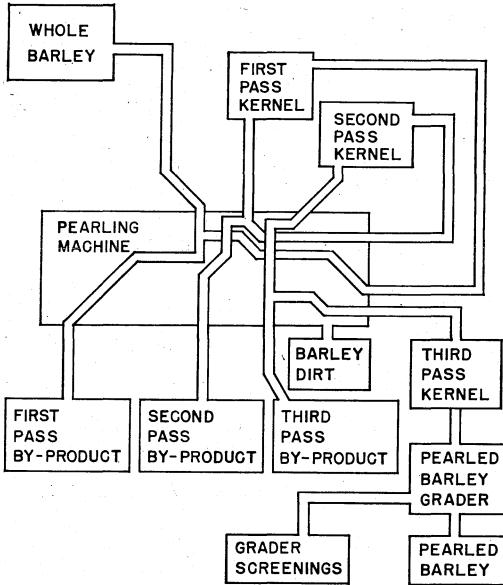 WHOLE
BARLEY
FIRST
PASS
KERNEL
SECOND
PASS
KERNEL
PEARLING
MACHINE
BARLEY
DIRT
THIRD
PASS
KERNEL
FIRST
PASS
BY-PRODUCT
SECOND
PASS
BY-PRODUCT
THIRD
PASS
BY-PRODUCT
PEARLED
BARLEY
GRADER
GRADER
SCREENINGS
PEARLED
BARLEY